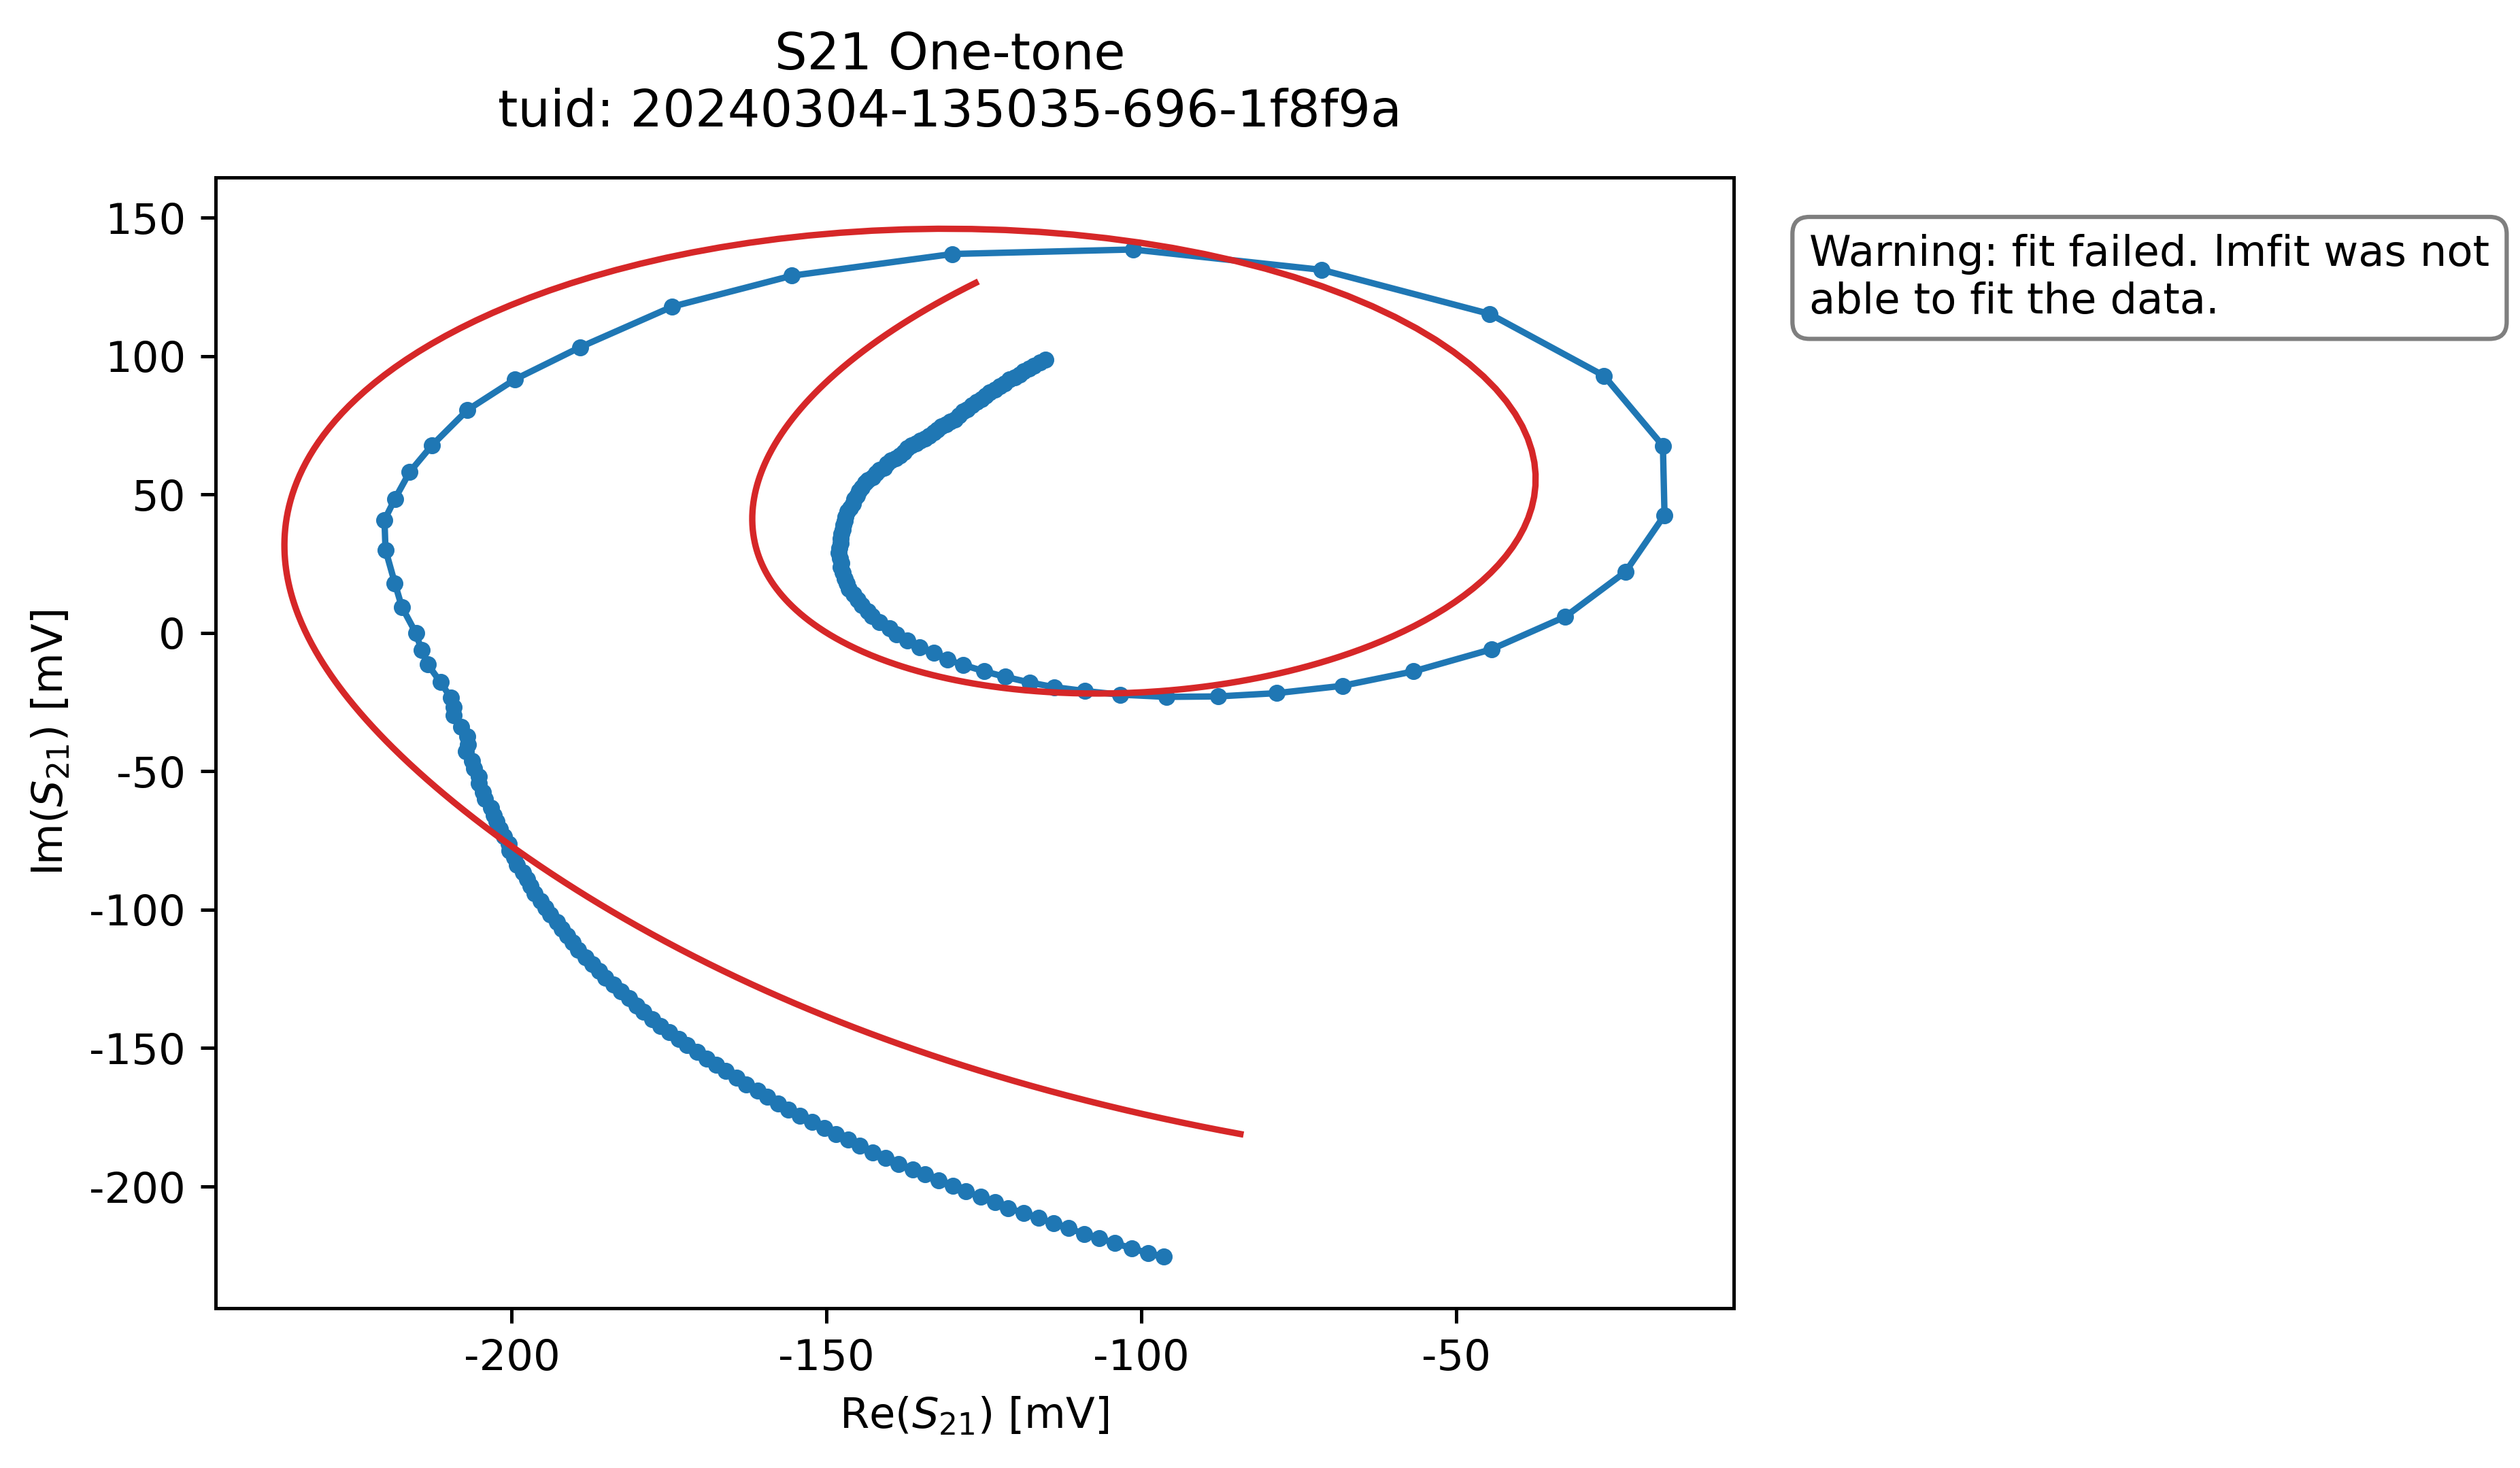 S21 One-tone
tuid: 20240304-135035-696-1f8f9a
Warning: fit failed. lmfit was not
able to fit the data.
150
100
50
0
-50
-100
-150
-200
Im(S21) [mV]
-200 -150 -100 -50
Re(S21) [mV]